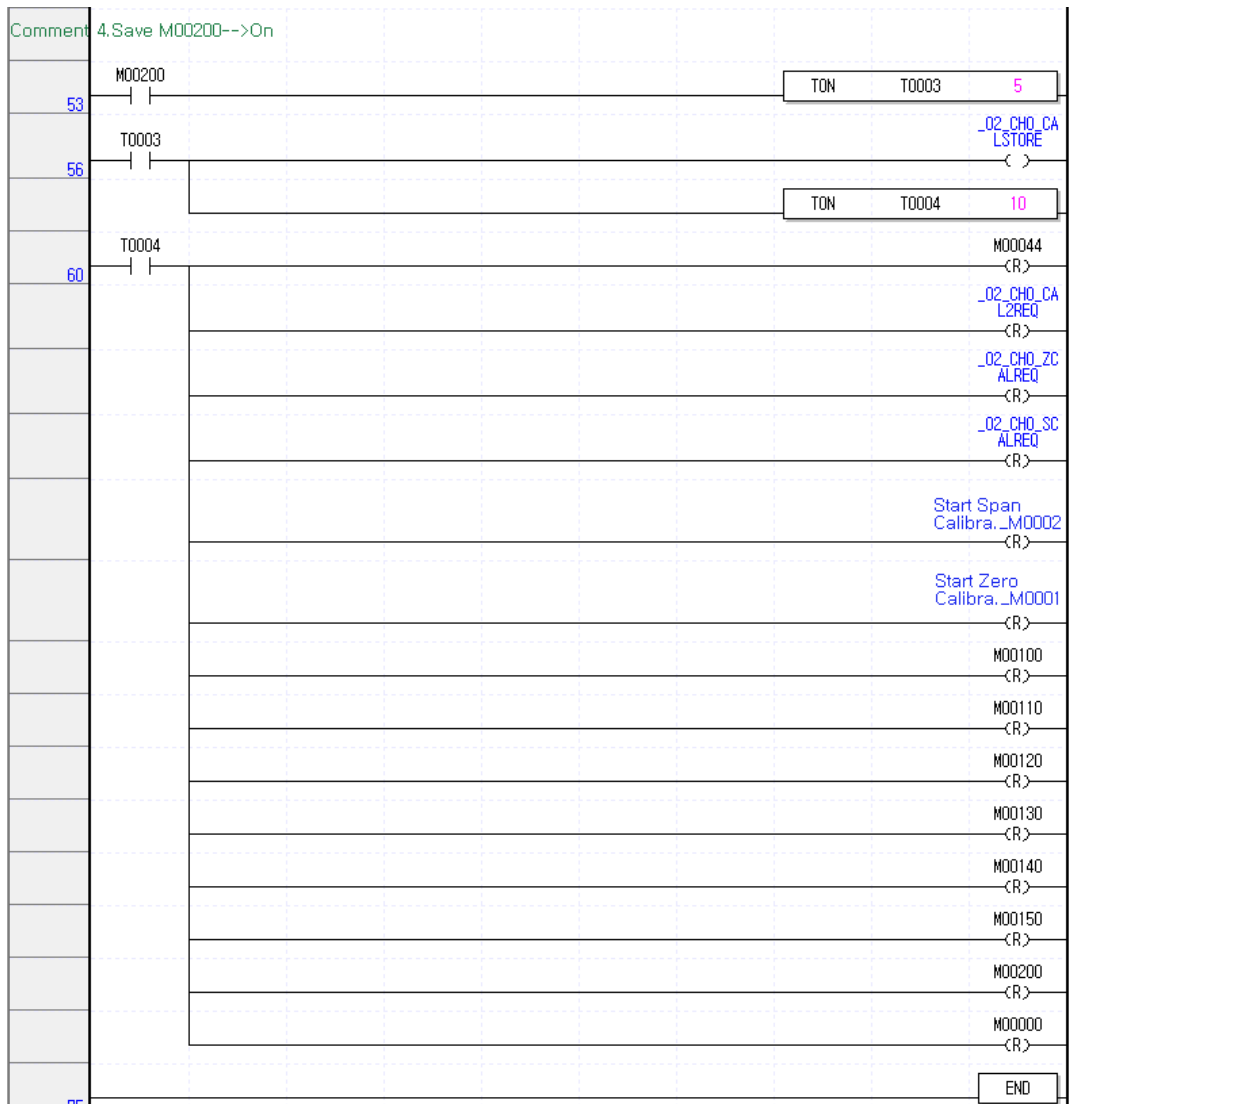 Comment 4.Save M00200-->On
M00200
TON T0003 5
53
_02_CH0_CA
LSTORE
T0003
56
TON T0004 10
T0004
M00044
(R)
60
_02_CH0_CA
L2REQ
(R)
_02_CH0_ZC
ALREQ
(R)
_02_CH0_SC
ALREQ
(R)
Start Span
Calibra.._M0002
(R)
Start Zero
Calibra.._M0001
(R)
M00100
(R)
M00110
(R)
M00120
(R)
M00130
(R)
M00140
(R)
M00150
(R)
M00200
(R)
M00000
(R)
END